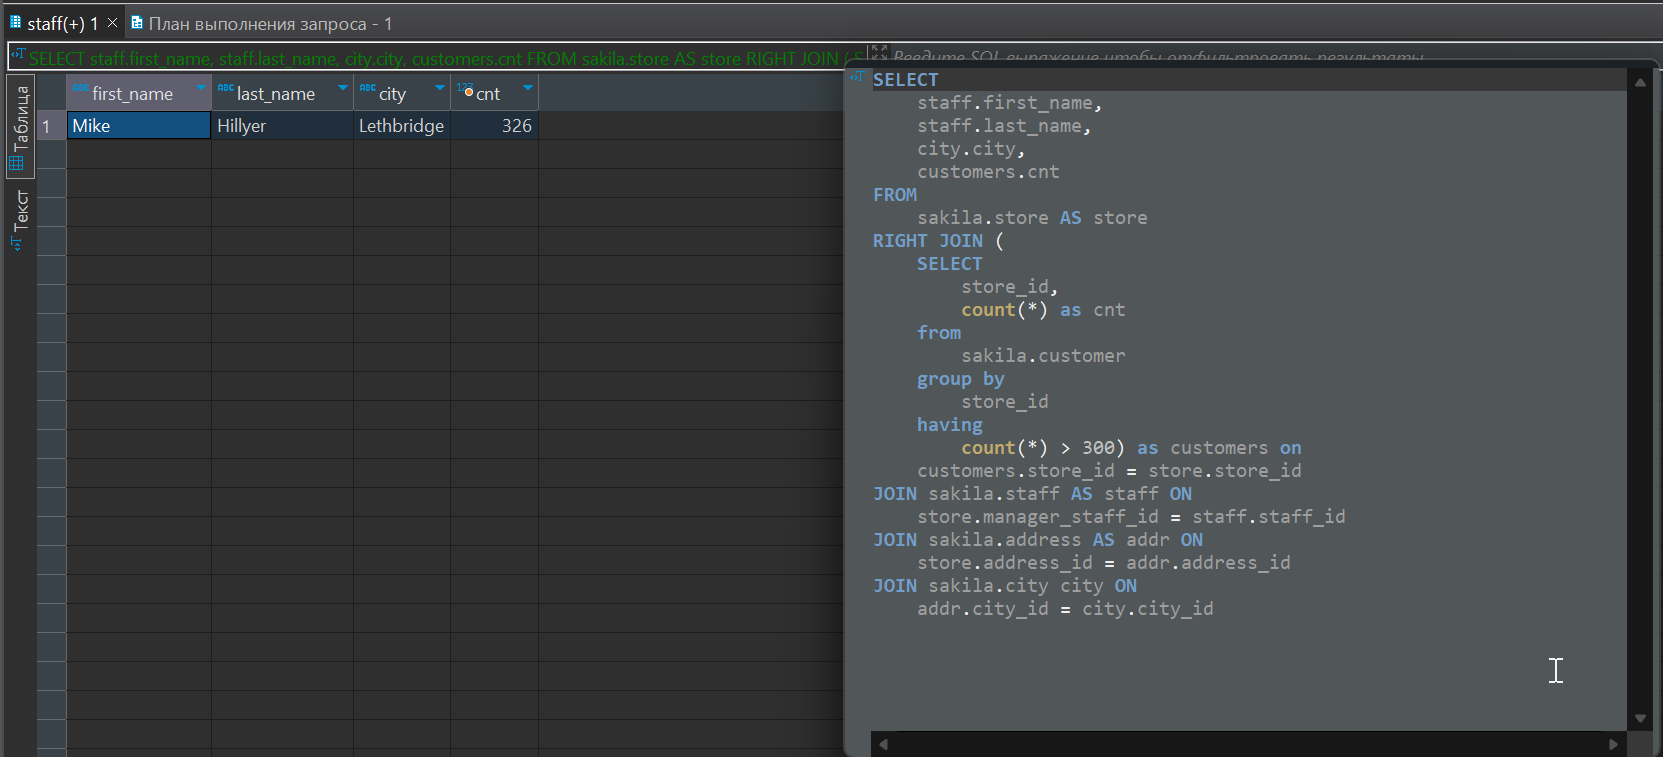 staff(+) 1 × План выполнения запроса - 1
SELECT staff.first_name, staff.last_name, city.city, customers.cnt FROM sakila.store AS store RIGHT JOIN ( S Введите SQL выражение чтобы отфильтровать результаты
Таблица
Текст
ABC first_name ABC last_name ABC city 123 cnt
1 Mike Hillyer Lethbridge 326
SELECT
staff.first_name,
staff.last_name,
city.city,
customers.cnt
FROM
sakila.store AS store
RIGHT JOIN (
SELECT
store_id,
count(*) as cnt
from
sakila.customer
group by
store_id
having
count(*) > 300) as customers on
customers.store_id = store.store_id
JOIN sakila.staff AS staff ON
store.manager_staff_id = staff.staff_id
JOIN sakila.address AS addr ON
store.address_id = addr.address_id
JOIN sakila.city city ON
addr.city_id = city.city_id